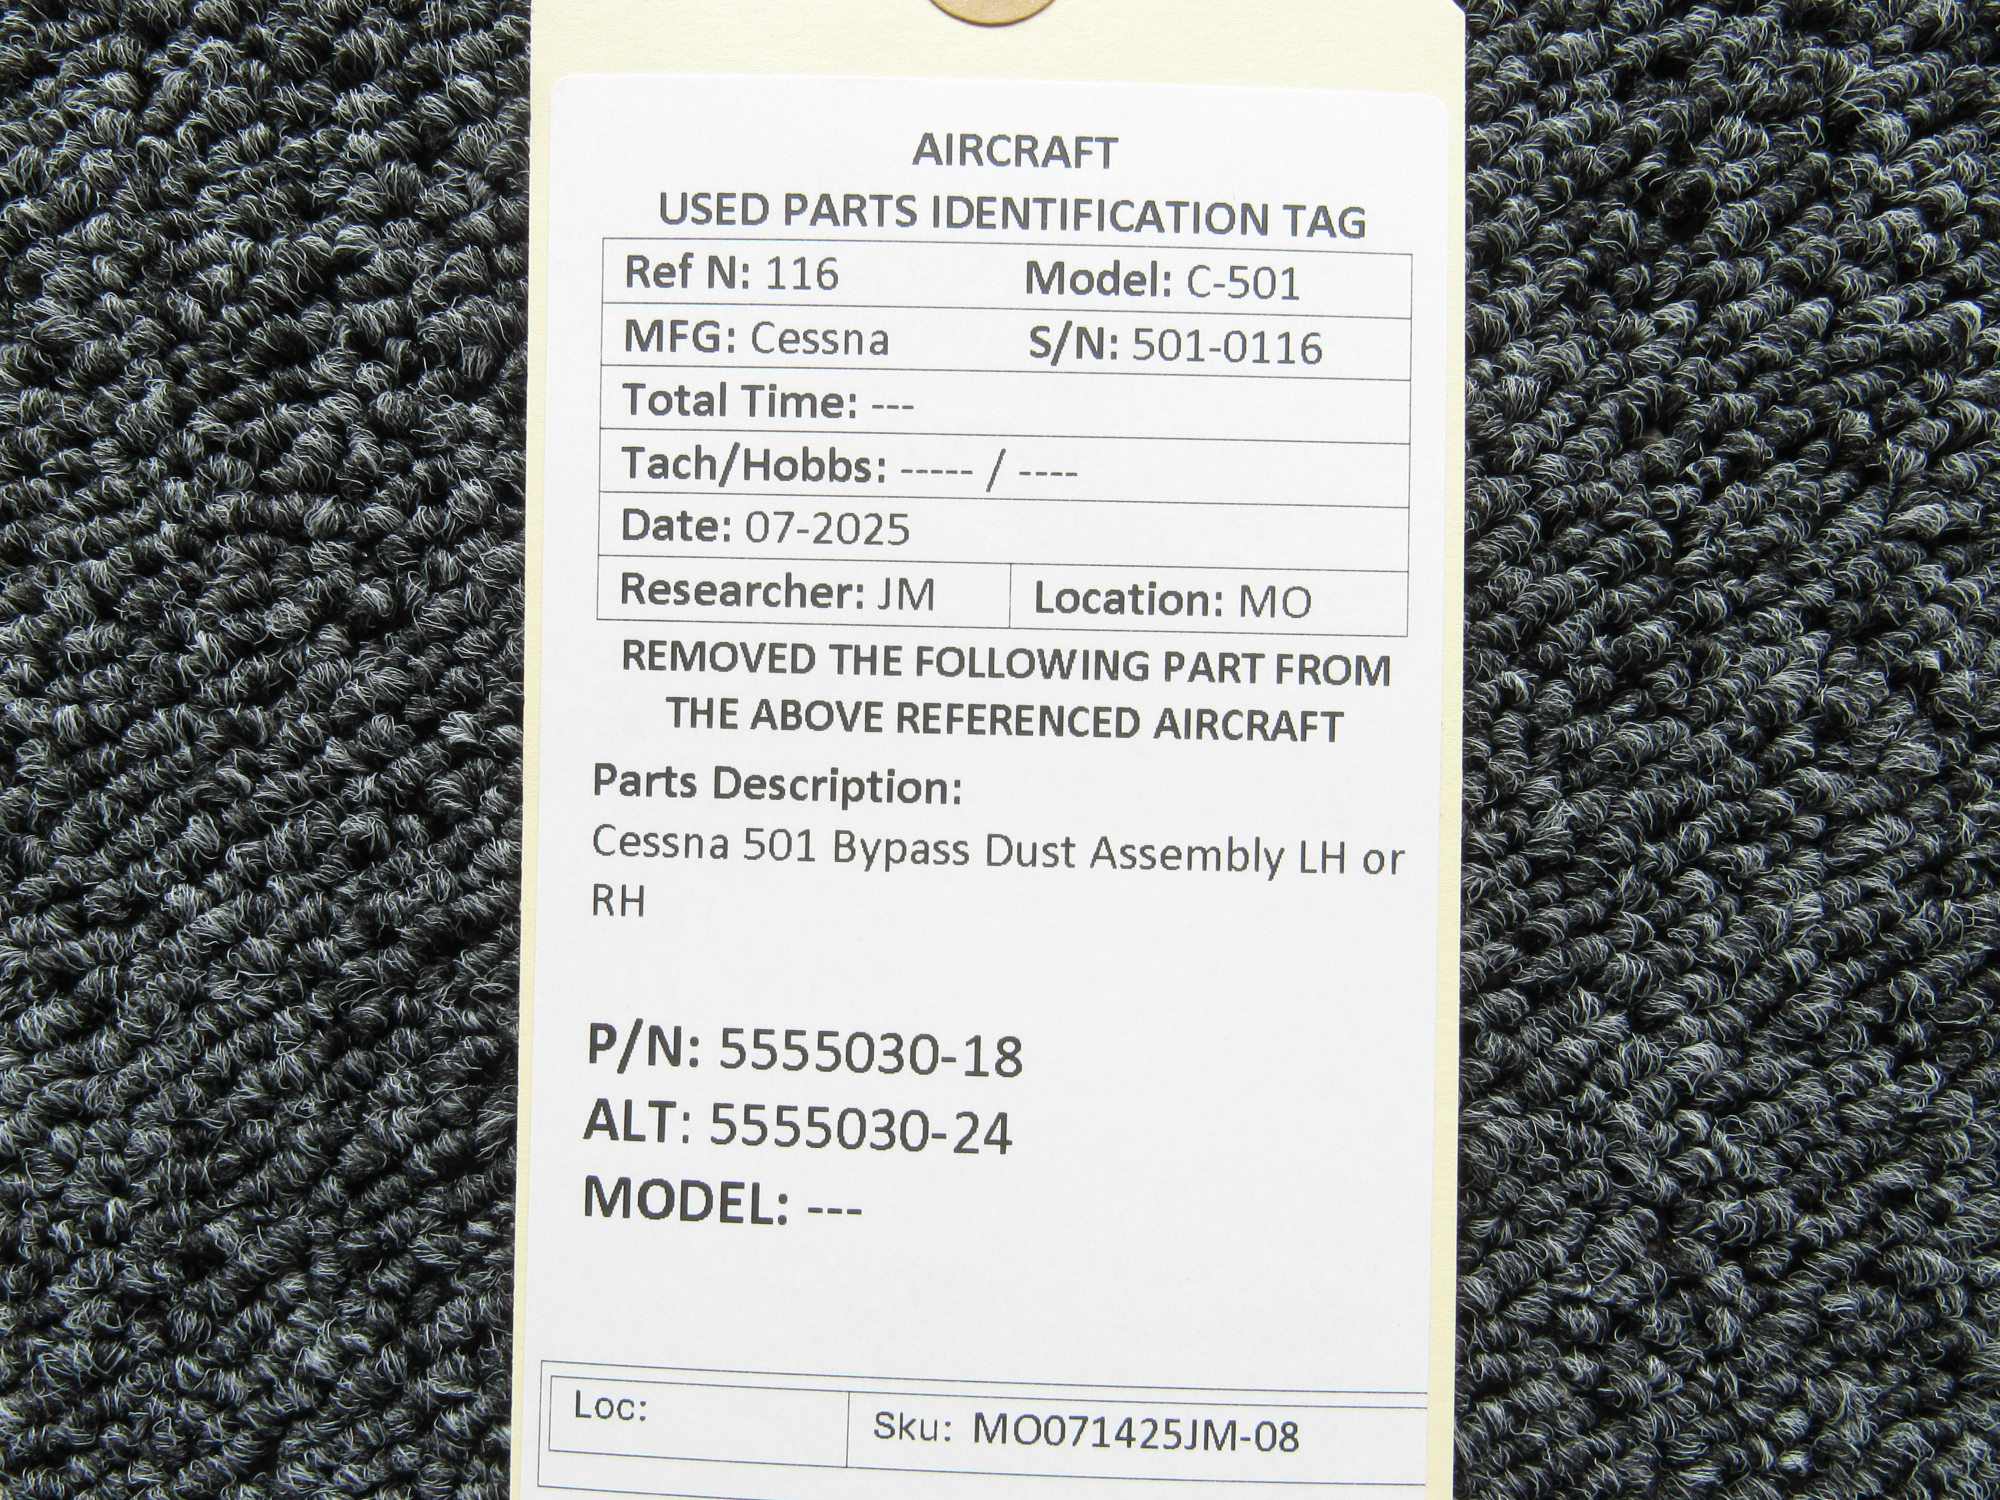 AIRCRAFT
USED PARTS IDENTIFICATION TAG
Ref N: 116 Model: C-501
MFG: Cessna S/N: 501-0116
Total Time: ---
Tach/Hobbs: ----- / ----
Date: 07-2025
Researcher: JM Location: MO
REMOVED THE FOLLOWING PART FROM
THE ABOVE REFERENCED AIRCRAFT
Parts Description:
Cessna 501 Bypass Dust Assembly LH or
RH
P/N: 5555030-18
ALT: 5555030-24
MODEL: ---
Loc: Sku: MO071425JM-08